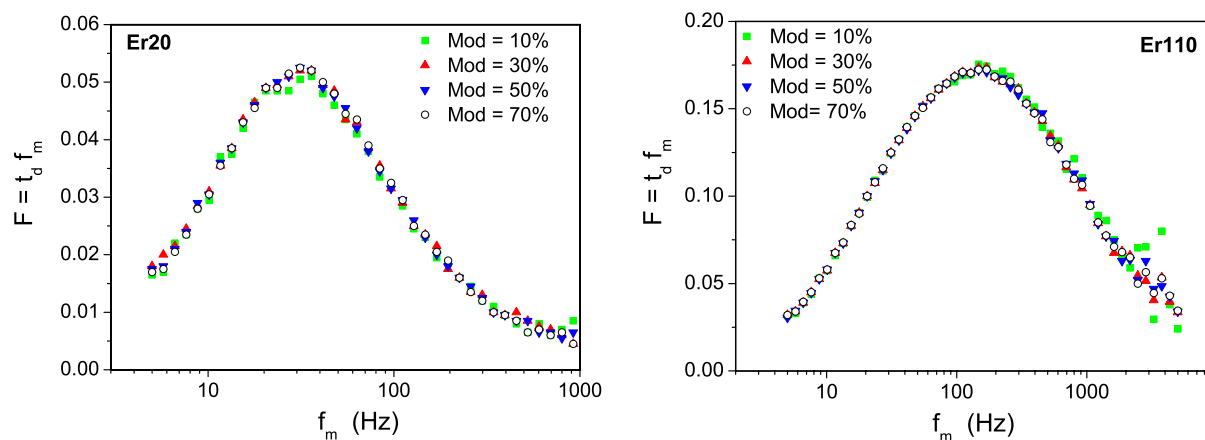 Er20
Mod = 10%
Mod = 30%
Mod = 50%
Mod = 70%
0.06
0.05
0.04
0.03
0.02
0.01
0.00
F = t_d f_m
10
100
1000
f_m (Hz)
Er110
Mod = 10%
Mod = 30%
Mod = 50%
Mod= 70%
0.20
0.15
0.10
0.05
0.00
F = t_d f_m
10
100
1000
f_m (Hz)